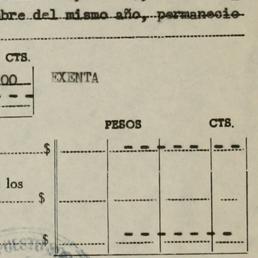 bre del mismo año, permanecio
CTS.
00 EXENTA
PESOS CTS.
$
los
$
$